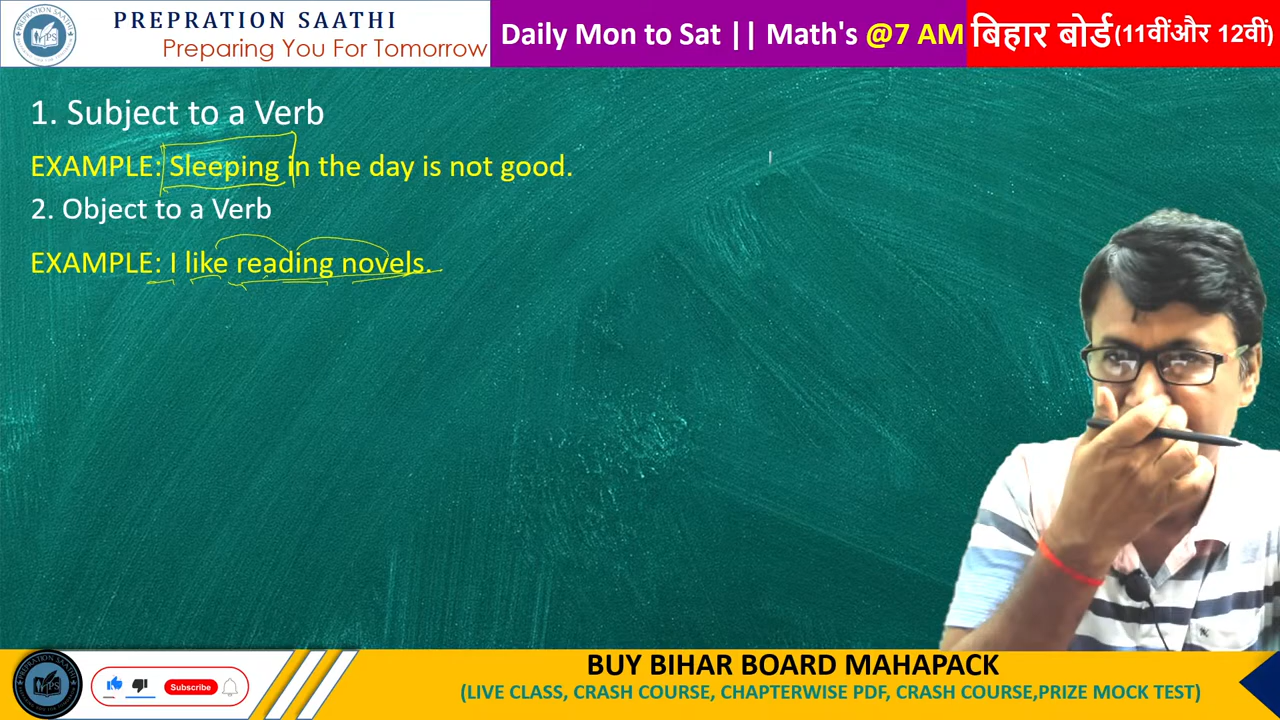 PREPRATION SAATHI
Preparing You For Tomorrow
Daily Mon to Sat || Math's @7 AM
बिहार बोर्ड(11वींऔर 12वीं)
1. Subject to a Verb
EXAMPLE: Sleeping in the day is not good.
2. Object to a Verb
EXAMPLE: I like reading novels.
Subscribe
BUY BIHAR BOARD MAHAPACK
(LIVE CLASS, CRASH COURSE, CHAPTERWISE PDF, CRASH COURSE,PRIZE MOCK TEST)